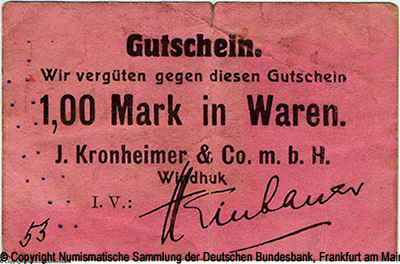 Gutschein.
Wir vergüten gegen diesen Gutschein
1,00 Mark in Waren.
J. Kronheimer & Co. m. b. H.
Windhuk
I. V.:
53
© Copyright Numismatische Sammlung der Deutschen Bundesbank, Frankfurt am Mai